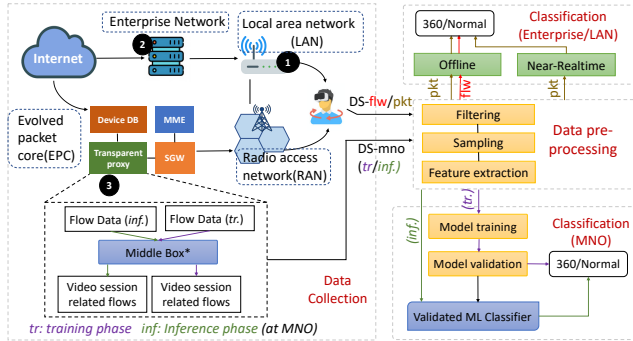 Enterprise Network
Internet
2
Local area network
(LAN)
1
Evolved
packet
core(EPC)
Device DB
MME
Transparent
proxy
SGW
3
Radio access
network(RAN)
Flow Data (inf.)
Flow Data (tr.)
Middle Box*
Video session
related flows
Video session
related flows
Data
Collection
tr: training phase inf: Inference phase (at MNO)
DS-flw/pkt
DS-mno
(tr/inf.)
360/Normal
Classification
(Enterprise/LAN)
Offline
Near-Realtime
pkt
flw
pkt
Filtering
Sampling
Feature extraction
Data pre-
processing
(inf.)
(tr.)
Model training
Model validation
Validated ML Classifier
Classification
(MNO)
360/Normal